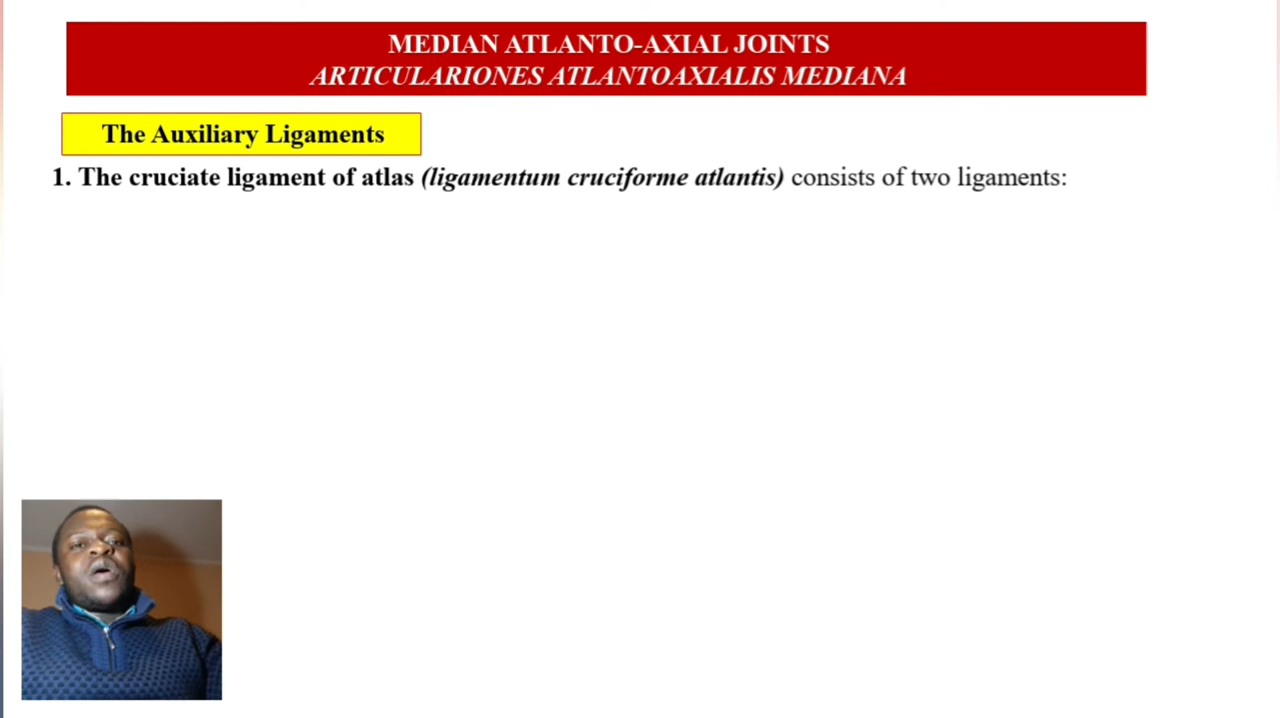 MEDIAN ATLANTO-AXIAL JOINTS
ARTICULARIONES ATLANTOAXIALIS MEDIANA
The Auxiliary Ligaments
1. The cruciate ligament of atlas (ligamentum cruciforme atlantis) consists of two ligaments: